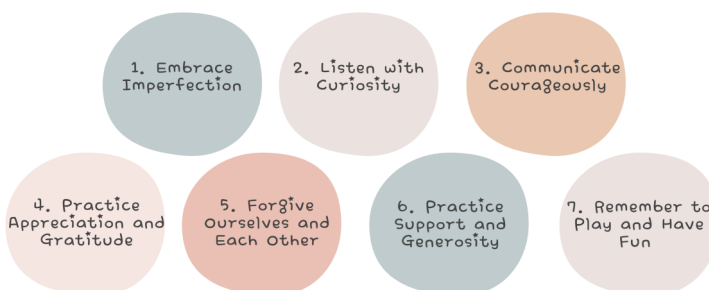 1. Embrace
Imperfection
2. Listen with
Curiosity
3. Communicate
Courageously
4. Practice
Appreciation and
Gratitude
5. Forgive
Ourselves and
Each Other
6. Practice
Support and
Generosity
7. Remember to
Play and Have
Fun